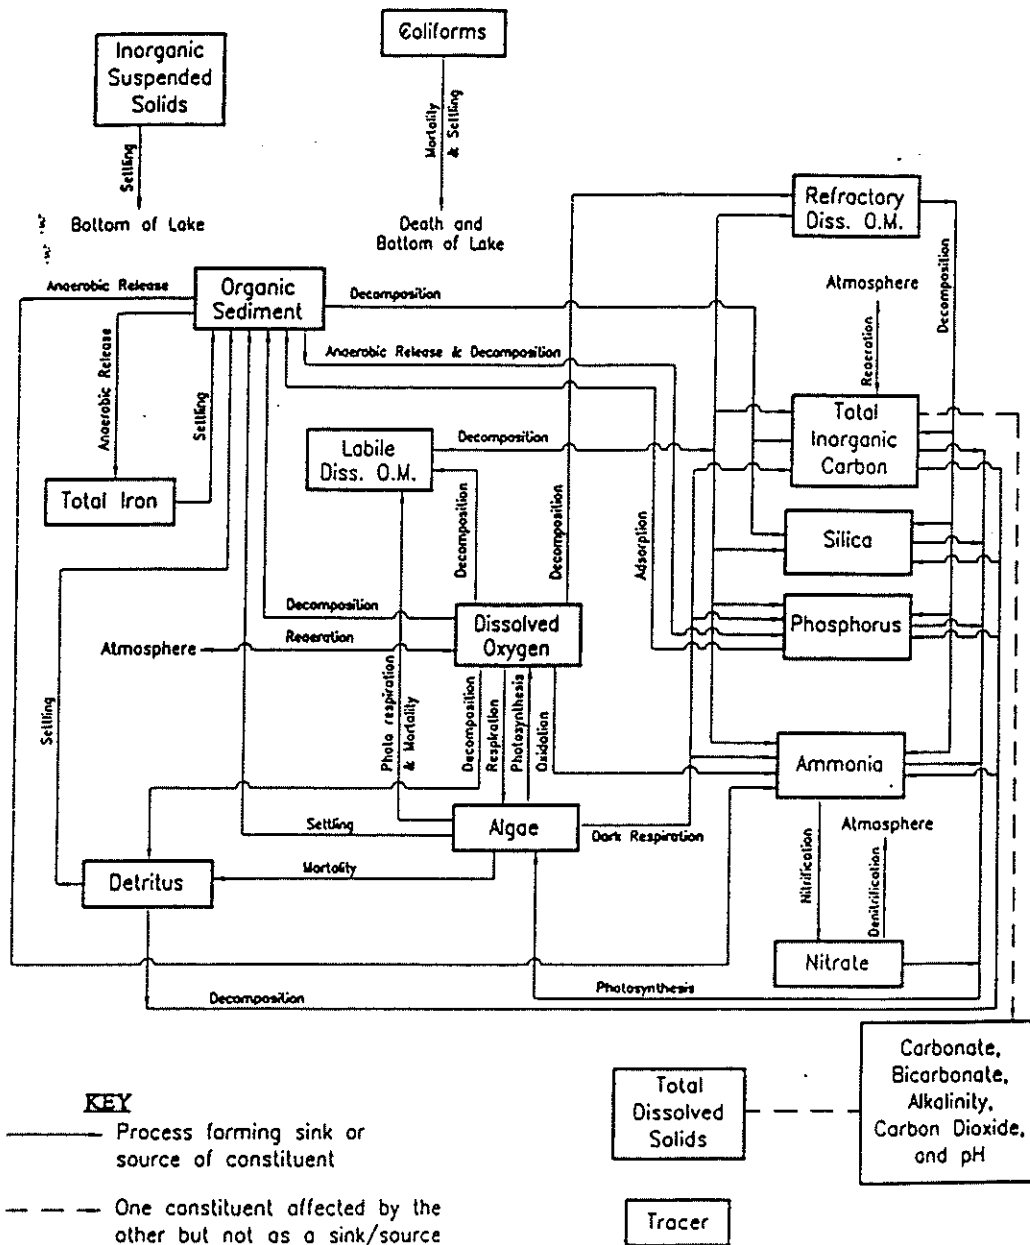 Coliforms
Inorganic
Suspended
Solids
Mortality
& Settling
Settling
Refractory
Diss. O.M.
Bottom of Lake
Death and
Bottom of Lake
Anaerobic Release
Organic
Sediment
Decomposition
Atmosphere
Decomposition
Reaeration
Anaerobic Release & Decomposition
Anaerobic Release
Settling
Total
Inorganic
Carbon
Labile
Diss. O.M.
Decomposition
Total Iron
Decomposition
Decomposition
Adsorption
Silica
Decomposition
Dissolved
Oxygen
Phosphorus
Reaeration
Atmosphere
Settling
Photo respiration
& Mortality
Decomposition
Respiration
Photosynthesis
Oxidation
Ammonia
Settling
Algae
Dark Respiration
Atmosphere
Mortality
Detritus
Nitrification
Denitrification
Nitrate
Photosynthesis
Decomposition
Carbonate,
Bicarbonate,
Alkalinity,
Carbon Dioxide,
and pH
Total
Dissolved
Solids
KEY
Process forming sink or
source of constituent
One constituent affected by the
other but not as a sink/source
Tracer